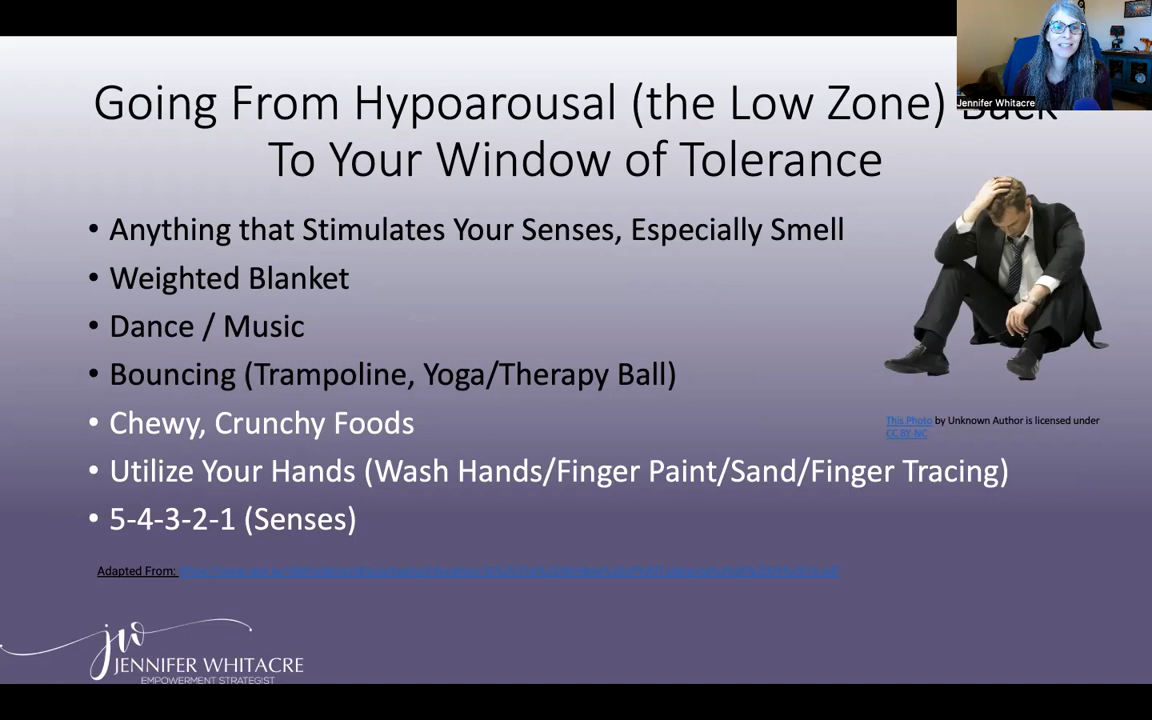 Jennifer Whitacre
Going From Hypoarousal (the Low Zone) Back
To Your Window of Tolerance
• Anything that Stimulates Your Senses, Especially Smell
• Weighted Blanket
• Dance / Music
• Bouncing (Trampoline, Yoga/Therapy Ball)
• Chewy, Crunchy Foods
• Utilize Your Hands (Wash Hands/Finger Paint/Sand/Finger Tracing)
• 5-4-3-2-1 (Senses)
This Photo by Unknown Author is licensed under
CC BY-NC
Adapted From:
jw
JENNIFER WHITACRE
EMPOWERMENT STRATEGIST